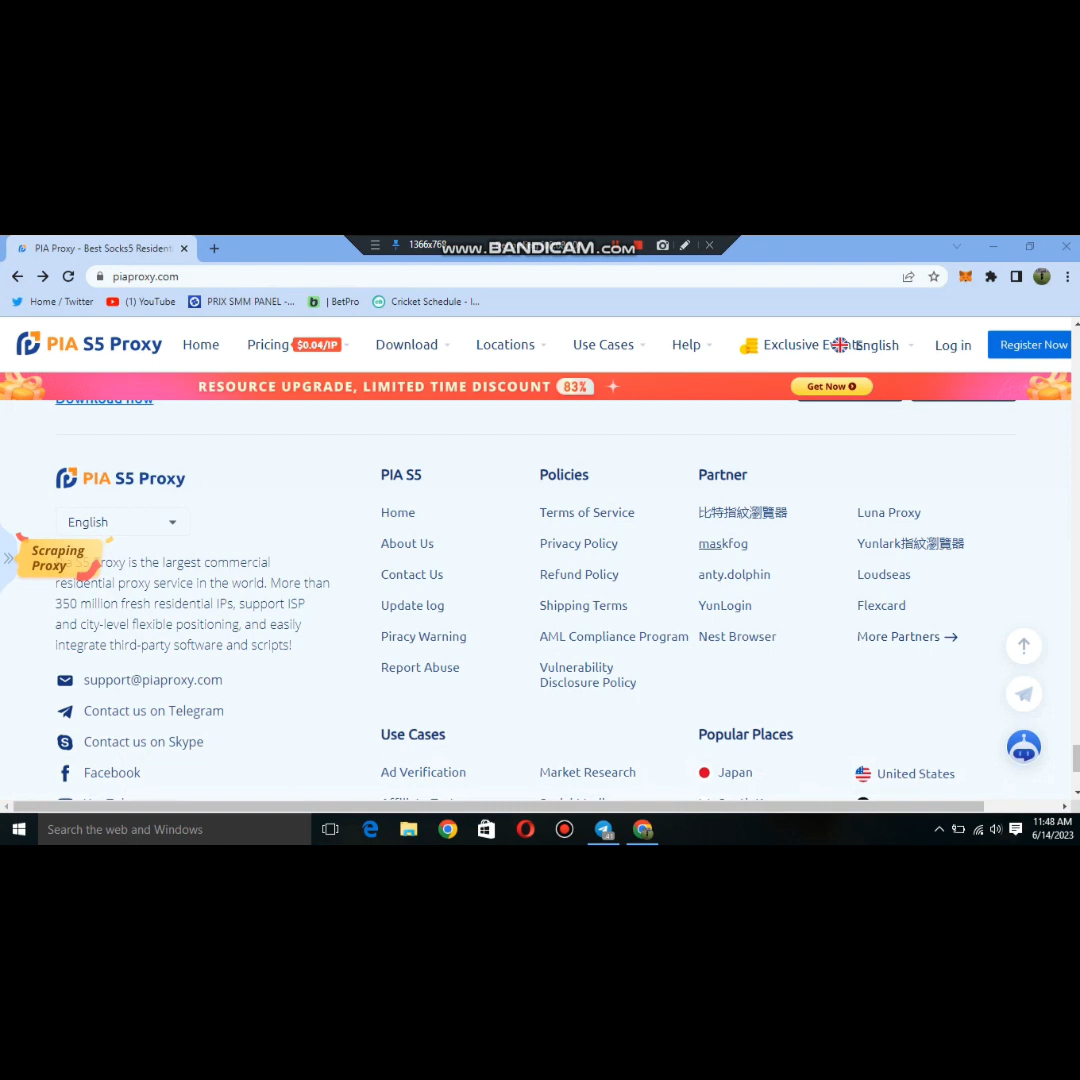 PIA Proxy - Best Socks5 Resident
1366x768
www.BANDICAM.com
piaproxy.com
Home / Twitter
(1) YouTube
PRIX SMM PANEL -...
| BetPro
Cricket Schedule - I...
PIA S5 Proxy
Home
Pricing
$0.04/IP
Download
Locations
Use Cases
Help
Exclusive Events
English
Log in
Register Now
RESOURCE UPGRADE, LIMITED TIME DISCOUNT 83%
Get Now
Download now
PIA S5 Proxy
English
Scraping
Proxy
Pia S5 Proxy is the largest commercial
residential proxy service in the world. More than
350 million fresh residential IPs, support ISP
and city-level flexible positioning, and easily
integrate third-party software and scripts!
support@piaproxy.com
Contact us on Telegram
Contact us on Skype
Facebook
PIA S5
Home
About Us
Contact Us
Update log
Piracy Warning
Report Abuse
Policies
Terms of Service
Privacy Policy
Refund Policy
Shipping Terms
AML Compliance Program
Vulnerability
Disclosure Policy
Partner
比特指紋瀏覽器
maskfog
anty.dolphin
YunLogin
Nest Browser
Luna Proxy
Yunlark指紋瀏覽器
Loudseas
Flexcard
More Partners
Use Cases
Ad Verification
Market Research
Popular Places
Japan
United States
Search the web and Windows
11:48 AM
6/14/2023